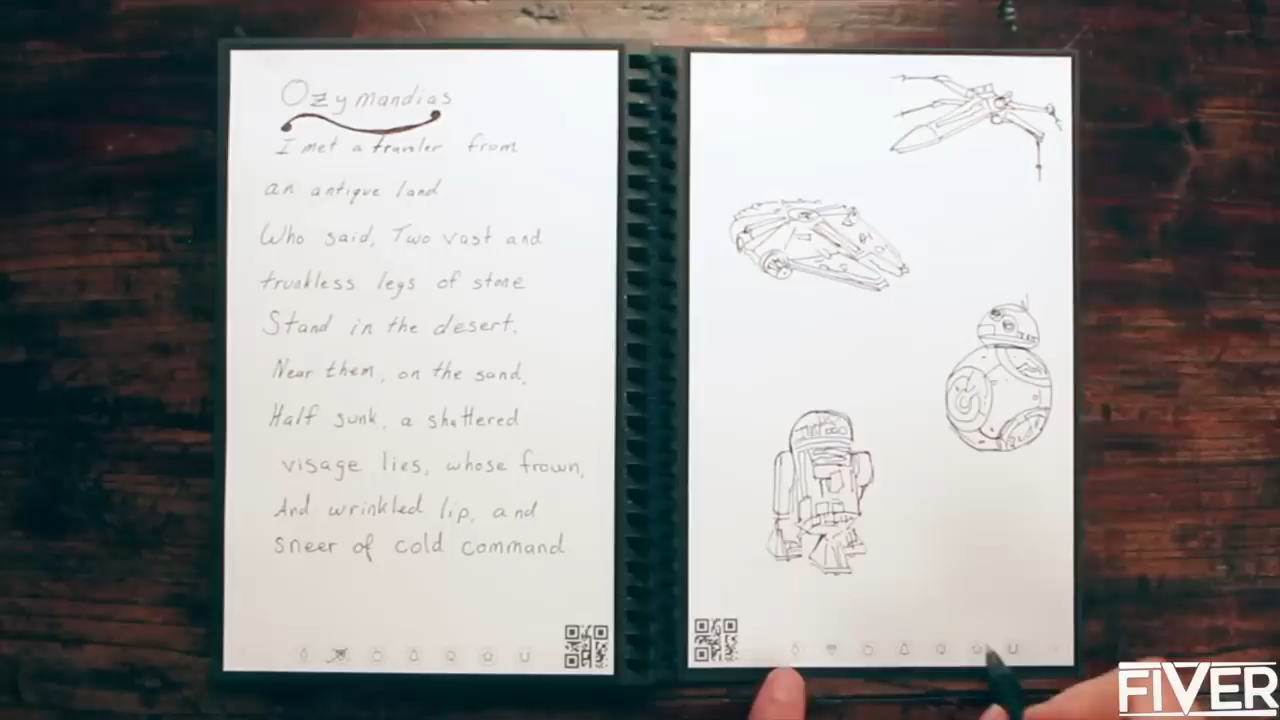 Ozymandias
I met a traveler from
an antique land
Who said, Two vast and
trunkless legs of stone
Stand in the desert.
Near them, on the sand,
Half sunk, a shattered
visage lies, whose frown,
And wrinkled lip, and
sneer of cold command
FIVER